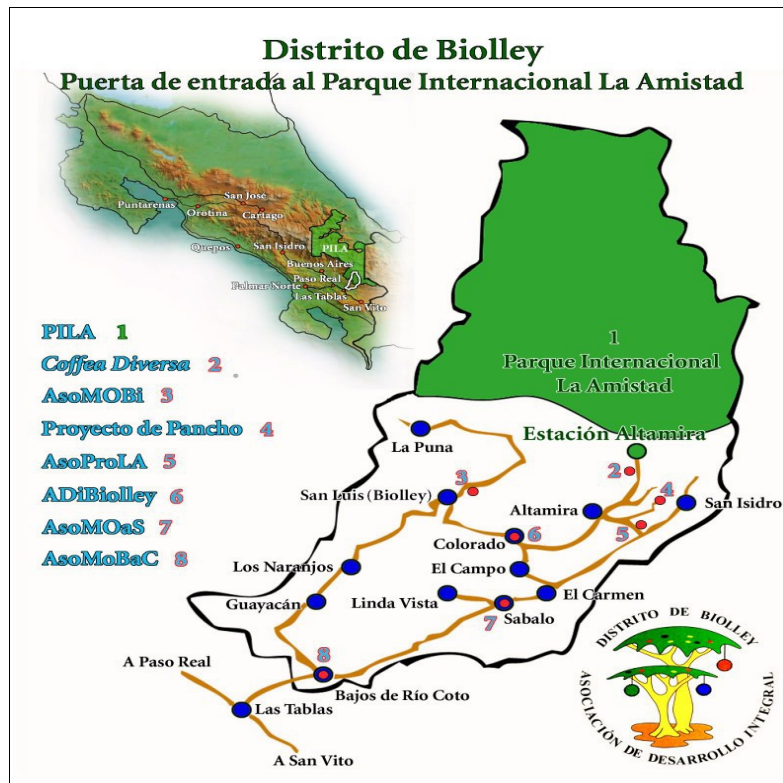 Distrito de Biolley
Puerta de entrada al Parque Internacional La Amistad
San José
Puntarenas
Orotina
Cartago
Quepos
San Isidro
PILA
Buenos Aires
Paso Real
Palmar Norte
Las Tablas
San Vito
PILA 1
Coffea Diversa 2
AsoMOBi 3
Proyecto de Pancho 4
AsoProLA 5
ADiBiolley 6
AsoMOaS 7
AsoMoBaC 8
1
Parque Internacional
La Amistad
Estación Altamira
La Puna
2
3
4
San Luis (Biolley)
Altamira
San Isidro
6
5
Colorado
Los Naranjos
El Campo
Guayacán
Linda Vista
El Carmen
7
Sabalo
8
A Paso Real
Bajos de Río Coto
Las Tablas
A San Vito
DISTRITO DE BIOLLEY
ASOCIACIÓN DE DESARROLLO INTEGRAL